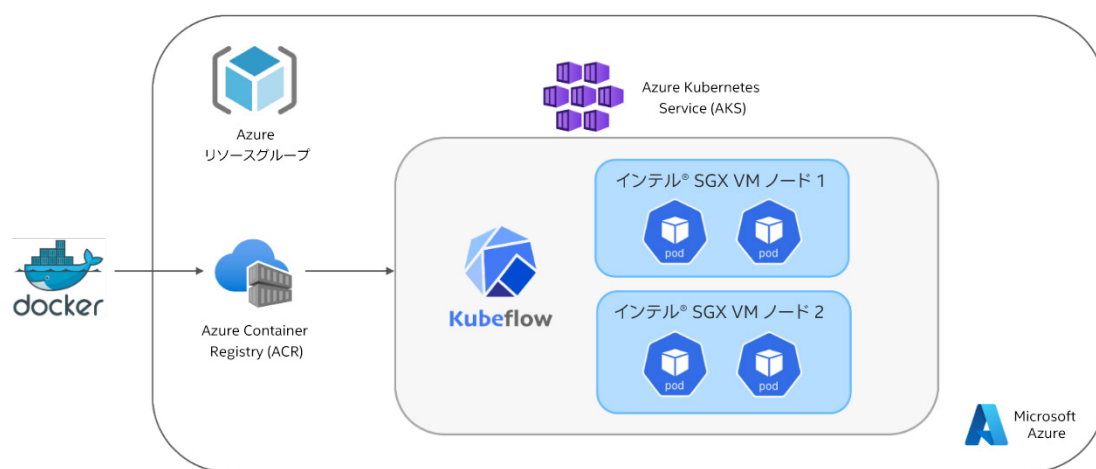 Azure
リソースグループ
Azure Kubernetes
Service (AKS)
インテル® SGX VM ノード 1
pod
pod
docker
Azure Container
Registry (ACR)
Kubeflow
インテル® SGX VM ノード 2
pod
pod
Microsoft
Azure